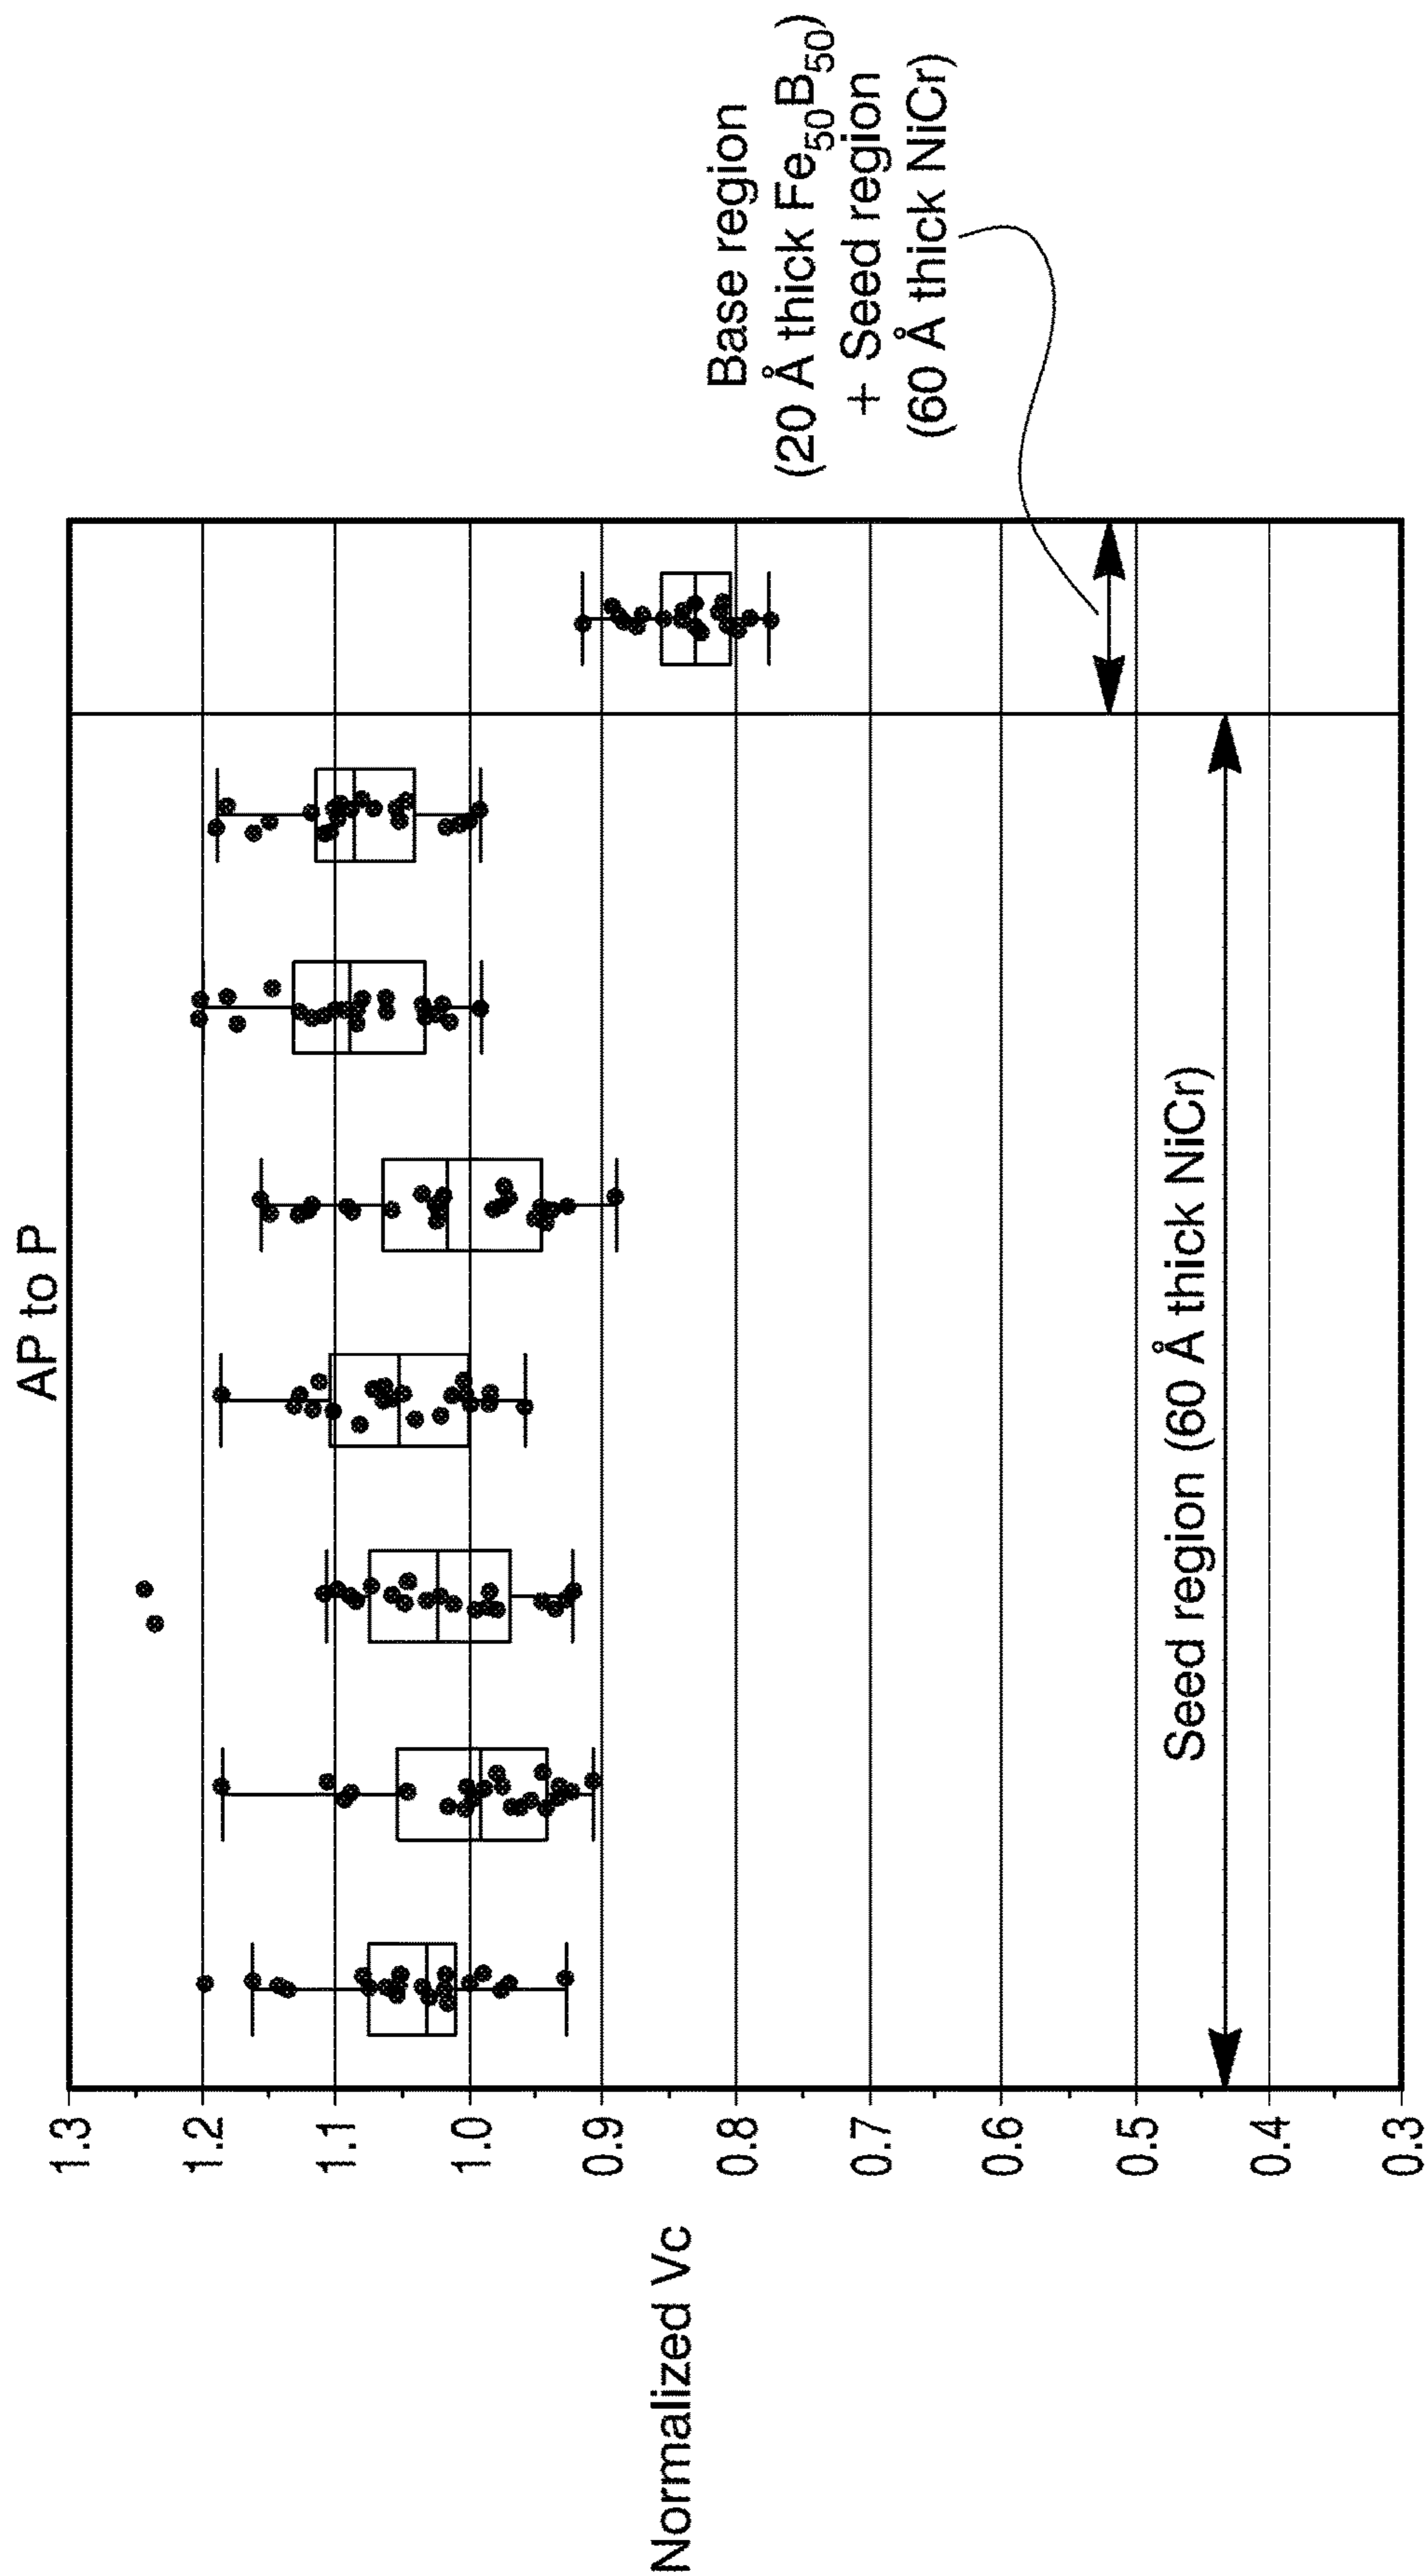 AP to P
Normalized Vc
1.3
1.2
1.1
1.0
0.9
0.8
0.7
0.6
0.5
0.4
0.3
Seed region (60 Å thick NiCr)
Base region
(20 Å thick Fe₅₀B₅₀)
+ Seed region
(60 Å thick NiCr)